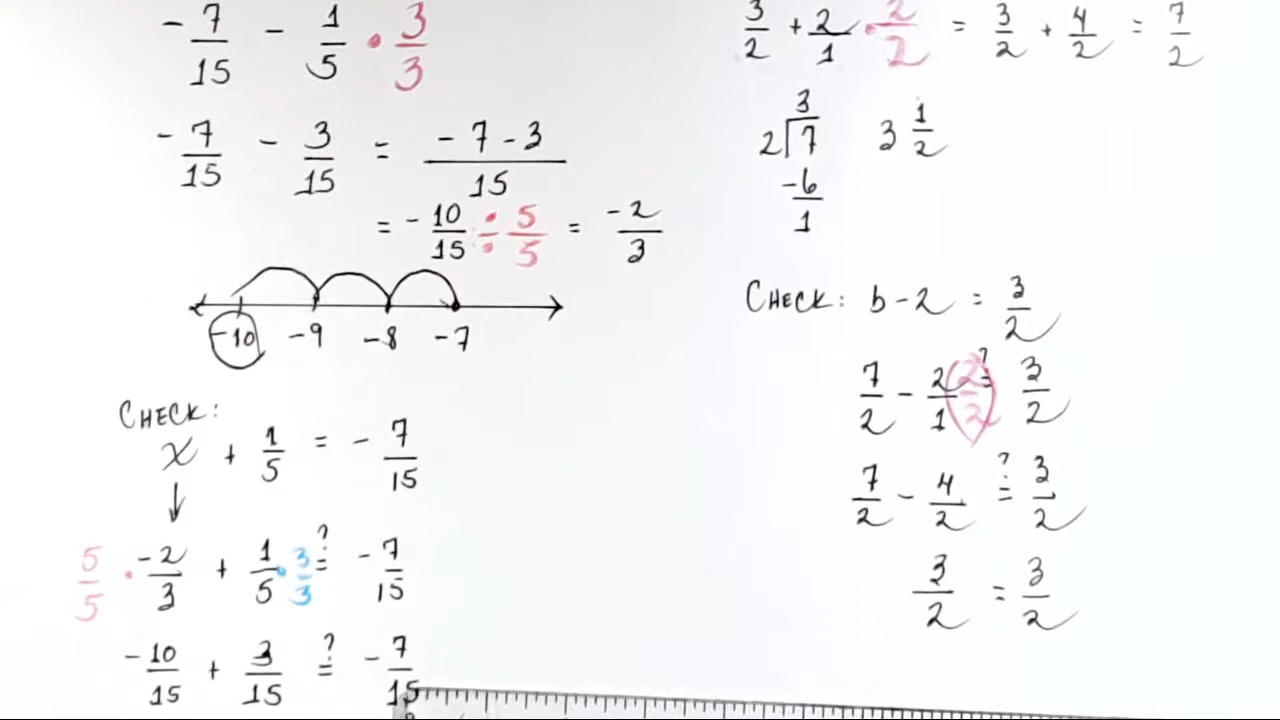 -7/15 - 1/5 · 3/3
-7/15 - 3/15 = (-7-3)/15
= -10/15 ÷ 5/5 = -2/3
-10 -9 -8 -7
CHECK:
x + 1/5 = -7/15
5/5 · -2/3 + 1/5 · 3/3 ?= -7/15
-10/15 + 3/15 ?= -7/15
3/2 + 2/1 · 2/2 = 3/2 + 4/2 = 7/2
3
2 7 3 1/2
-6
1
CHECK: b-2 = 3/2
7/2 - 2/1 (2/2) ?= 3/2
7/2 - 4/2 ?= 3/2
3/2 = 3/2